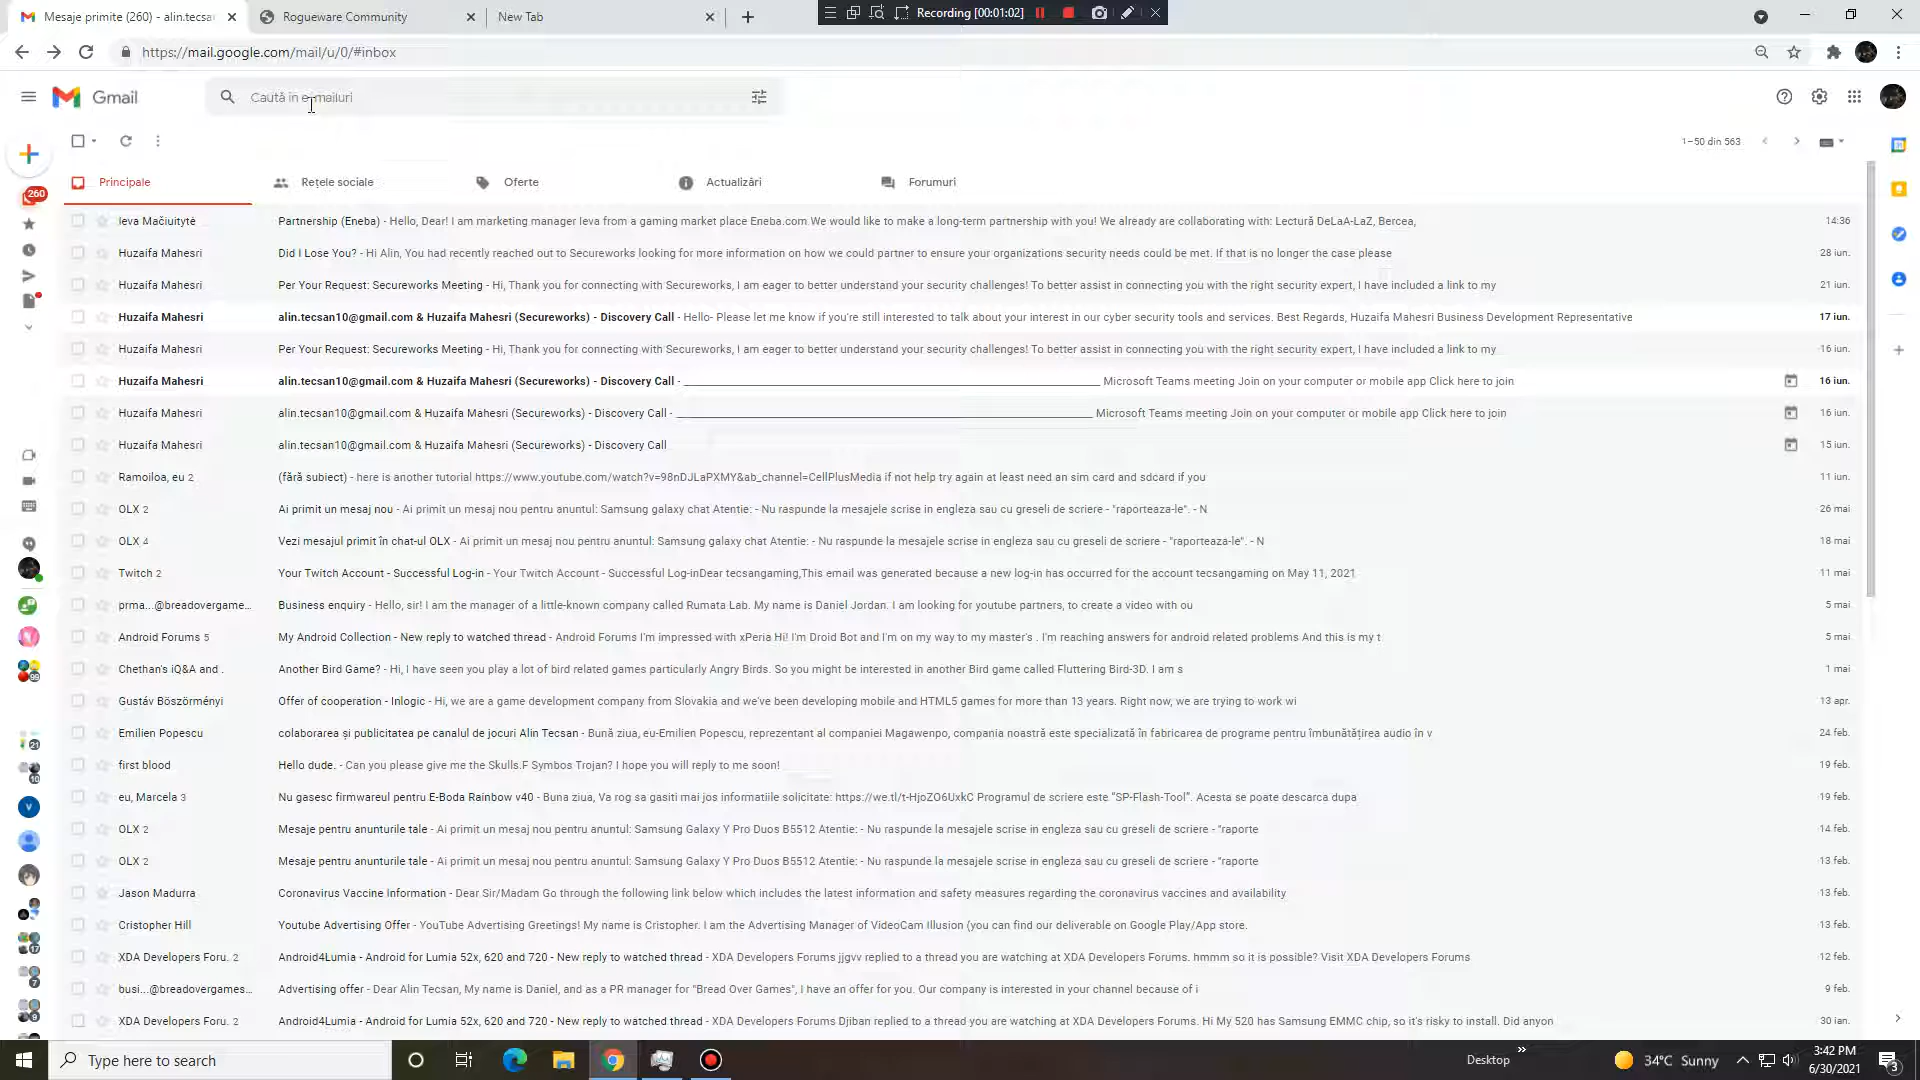 Mesaje primite (260) - alin.tecsa
Rogueware Community
New Tab
Recording [00:01:02]
https://mail.google.com/mail/u/0/#inbox
Gmail
Caută în e-mailuri
1–50 din 563
260
Principale
Rețele sociale
Oferte
Actualizări
Forumuri
Ieva Mačiuitytė Partnership (Eneba) - Hello, Dear! I am marketing manager Ieva from a gaming market place Eneba.com We would like to make a long-term partnership with you! We already are collaborating with: Lectură DeLaA-LaZ, Bercea, 14:36
Huzaifa Mahesri Did I Lose You? - Hi Alin, You had recently reached out to Secureworks looking for more information on how we could partner to ensure your organizations security needs could be met. If that is no longer the case please 28 iun.
Huzaifa Mahesri Per Your Request: Secureworks Meeting - Hi, Thank you for connecting with Secureworks, I am eager to better understand your security challenges! To better assist in connecting you with the right security expert, I have included a link to my 21 iun.
Huzaifa Mahesri alin.tecsan10@gmail.com & Huzaifa Mahesri (Secureworks) - Discovery Call - Hello- Please let me know if you're still interested to talk about your interest in our cyber security tools and services. Best Regards, Huzaifa Mahesri Business Development Representative 17 iun.
Huzaifa Mahesri Per Your Request: Secureworks Meeting - Hi, Thank you for connecting with Secureworks, I am eager to better understand your security challenges! To better assist in connecting you with the right security expert, I have included a link to my 16 iun.
Huzaifa Mahesri alin.tecsan10@gmail.com & Huzaifa Mahesri (Secureworks) - Discovery Call - ________ Microsoft Teams meeting Join on your computer or mobile app Click here to join 16 iun.
Huzaifa Mahesri alin.tecsan10@gmail.com & Huzaifa Mahesri (Secureworks) - Discovery Call - ________ Microsoft Teams meeting Join on your computer or mobile app Click here to join 16 iun.
Huzaifa Mahesri alin.tecsan10@gmail.com & Huzaifa Mahesri (Secureworks) - Discovery Call 15 iun.
Ramoiloa, eu 2 (fără subiect) - here is another tutorial https://www.youtube.com/watch?v=98nDJLaPXMY&ab_channel=CellPlusMedia if not help try again at least need an sim card and sdcard if you 11 iun.
OLX 2 Ai primit un mesaj nou - Ai primit un mesaj nou pentru anuntul: Samsung galaxy chat Atentie: - Nu raspunde la mesajele scrise in engleza sau cu greseli de scriere - "raporteaza-le". - N 26 mai
OLX 4 Vezi mesajul primit în chat-ul OLX - Ai primit un mesaj nou pentru anuntul: Samsung galaxy chat Atentie: - Nu raspunde la mesajele scrise in engleza sau cu greseli de scriere - "raporteaza-le". - N 18 mai
Twitch 2 Your Twitch Account - Successful Log-in - Your Twitch Account - Successful Log-inDear tecsangaming,This email was generated because a new log-in has occurred for the account tecsangaming on May 11, 2021 11 mai
prma...@breadovergame... Business enquiry - Hello, sir! I am the manager of a little-known company called Rumata Lab. My name is Daniel Jordan. I am looking for youtube partners, to create a video with ou 5 mai
Android Forums 5 My Android Collection - New reply to watched thread - Android Forums I'm impressed with xPeria Hi! I'm Droid Bot and I'm on my way to my master's . I'm reaching answers for android related problems And this is my t 5 mai
Chethan's iQ&A and . Another Bird Game? - Hi, I have seen you play a lot of bird related games particularly Angry Birds. So you might be interested in another Bird game called Fluttering Bird-3D. I am s 1 mai
Gustáv Böszörményi Offer of cooperation - Inlogic - Hi, we are a game development company from Slovakia and we've been developing mobile and HTML5 games for more than 13 years. Right now, we are trying to work wi 13 apr.
Emilien Popescu colaborarea și publicitatea pe canalul de jocuri Alin Tecsan - Bună ziua, eu-Emilien Popescu, reprezentant al companiei Magawenpo, compania noastră este specializată în fabricarea de programe pentru îmbunătățirea audio în v 24 feb.
first blood Hello dude. - Can you please give me the Skulls.F Symbos Trojan? I hope you will reply to me soon! 19 feb.
eu, Marcela 3 Nu gasesc firmwareul pentru E-Boda Rainbow v40 - Buna ziua, Va rog sa gasiti mai jos informatiile solicitate: https://we.tl/t-HjoZO6UxkC Programul de scriere este "SP-Flash-Tool". Acesta se poate descarca dupa 19 feb.
OLX 2 Mesaje pentru anunturile tale - Ai primit un mesaj nou pentru anuntul: Samsung Galaxy Y Pro Duos B5512 Atentie: - Nu raspunde la mesajele scrise in engleza sau cu greseli de scriere - "raporte 14 feb.
OLX 2 Mesaje pentru anunturile tale - Ai primit un mesaj nou pentru anuntul: Samsung Galaxy Y Pro Duos B5512 Atentie: - Nu raspunde la mesajele scrise in engleza sau cu greseli de scriere - "raporte 13 feb.
Jason Madurra Coronavirus Vaccine Information - Dear Sir/Madam Go through the following link below which includes the latest information and safety measures regarding the coronavirus vaccines and availability 13 feb.
Cristopher Hill Youtube Advertising Offer - YouTube Advertising Greetings! My name is Cristopher. I am the Advertising Manager of VideoCam Illusion (you can find our deliverable on Google Play/App store. 13 feb.
XDA Developers Foru. 2 Android4Lumia - Android for Lumia 52x, 620 and 720 - New reply to watched thread - XDA Developers Forums jjgvv replied to a thread you are watching at XDA Developers Forums. hmmm so it is possible? Visit XDA Developers Forums 12 feb.
busi...@breadovergames... Advertising offer - Dear Alin Tecsan, My name is Daniel, and as a PR manager for "Bread Over Games", I have an offer for you. Our company is interested in your channel because of i 9 feb.
XDA Developers Foru. 2 Android4Lumia - Android for Lumia 52x, 620 and 720 - New reply to watched thread - XDA Developers Forums Djiban replied to a thread you are watching at XDA Developers Forums. Hi My 520 has Samsung EMMC chip, so it's risky to install. Did anyon 30 ian.
99
21
10
V
17
7
9
Type here to search
Desktop
34°C Sunny
3:42 PM
6/30/2021
3